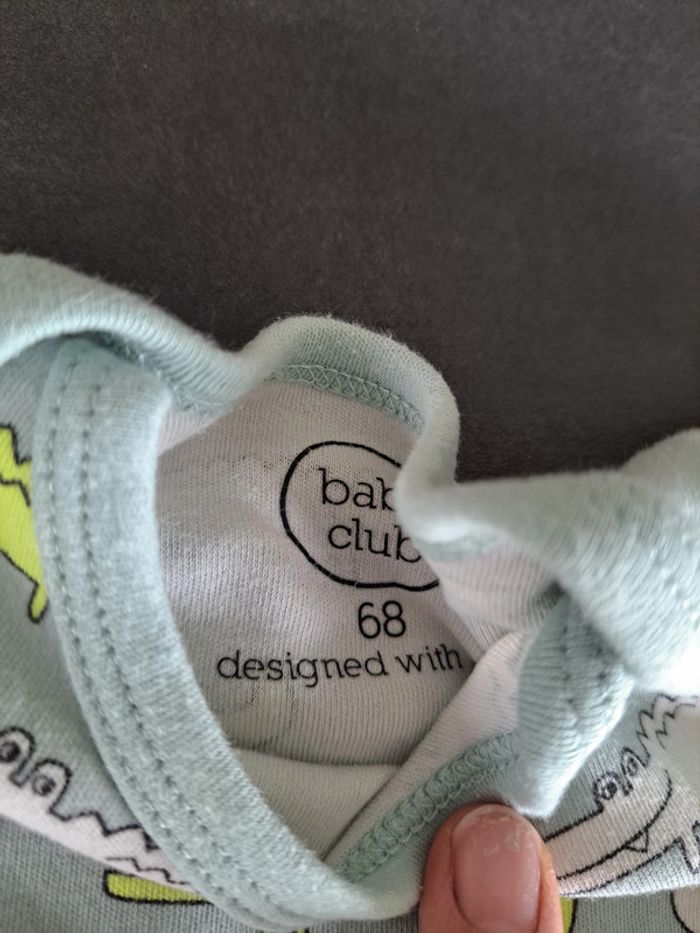 bab
club
68
designed with